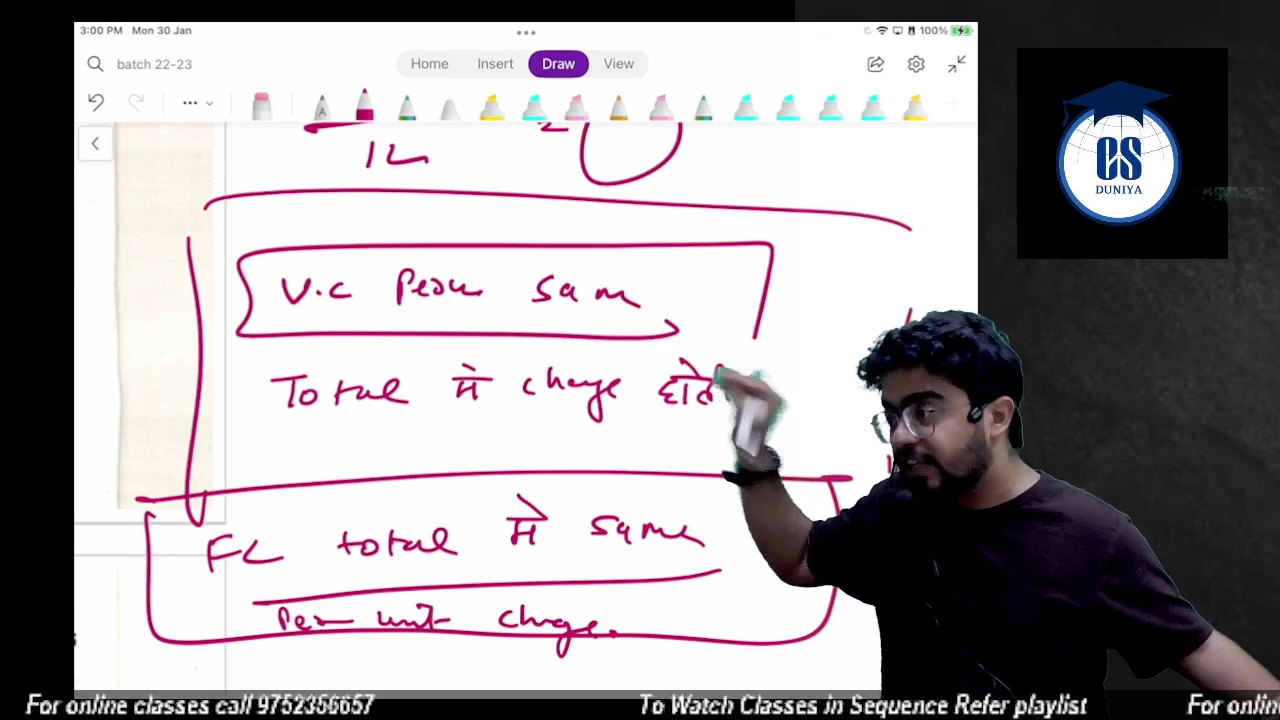 3:00 PM Mon 30 Jan
100%
batch 22-23
Home Insert Draw View
A
12
V.C Per Same
Total में change होत
FC total में same
Per unit change.
CS
DUNIYA
For online classes call 9752356657
To Watch Classes in Sequence Refer playlist
For onlin